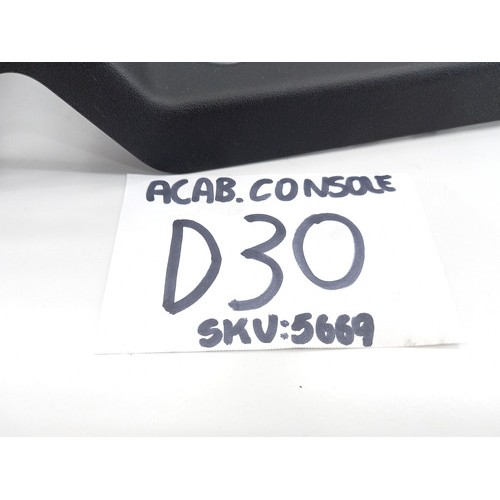 ACAB. CONSOLE
D30
SKU:5669